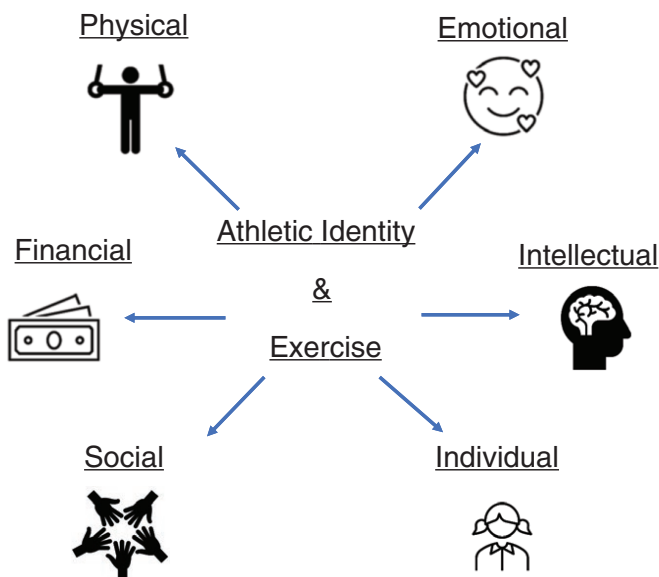 Physical
Emotional
Athletic Identity
&
Exercise
Financial
Intellectual
Social
Individual